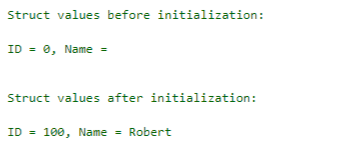 Struct values before initialization:
ID = 0, Name =
Struct values after initialization:
ID = 100, Name = Robert